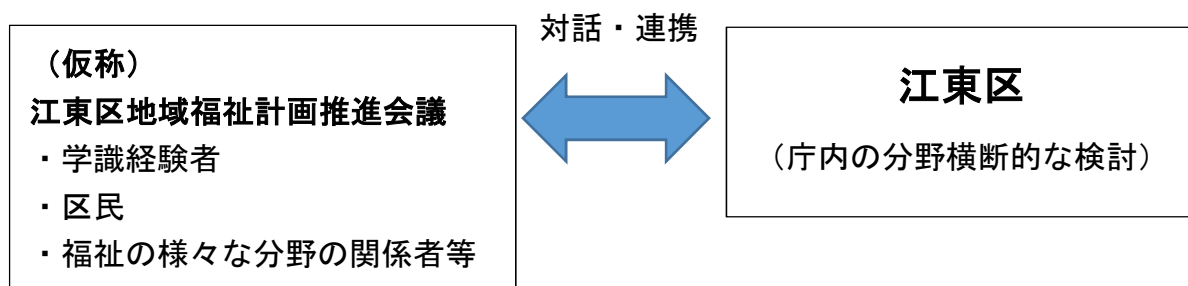 （仮称）
江東区地域福祉計画推進会議
・学識経験者
・区民
・福祉の様々な分野の関係者等
対話・連携
江東区
（庁内の分野横断的な検討）